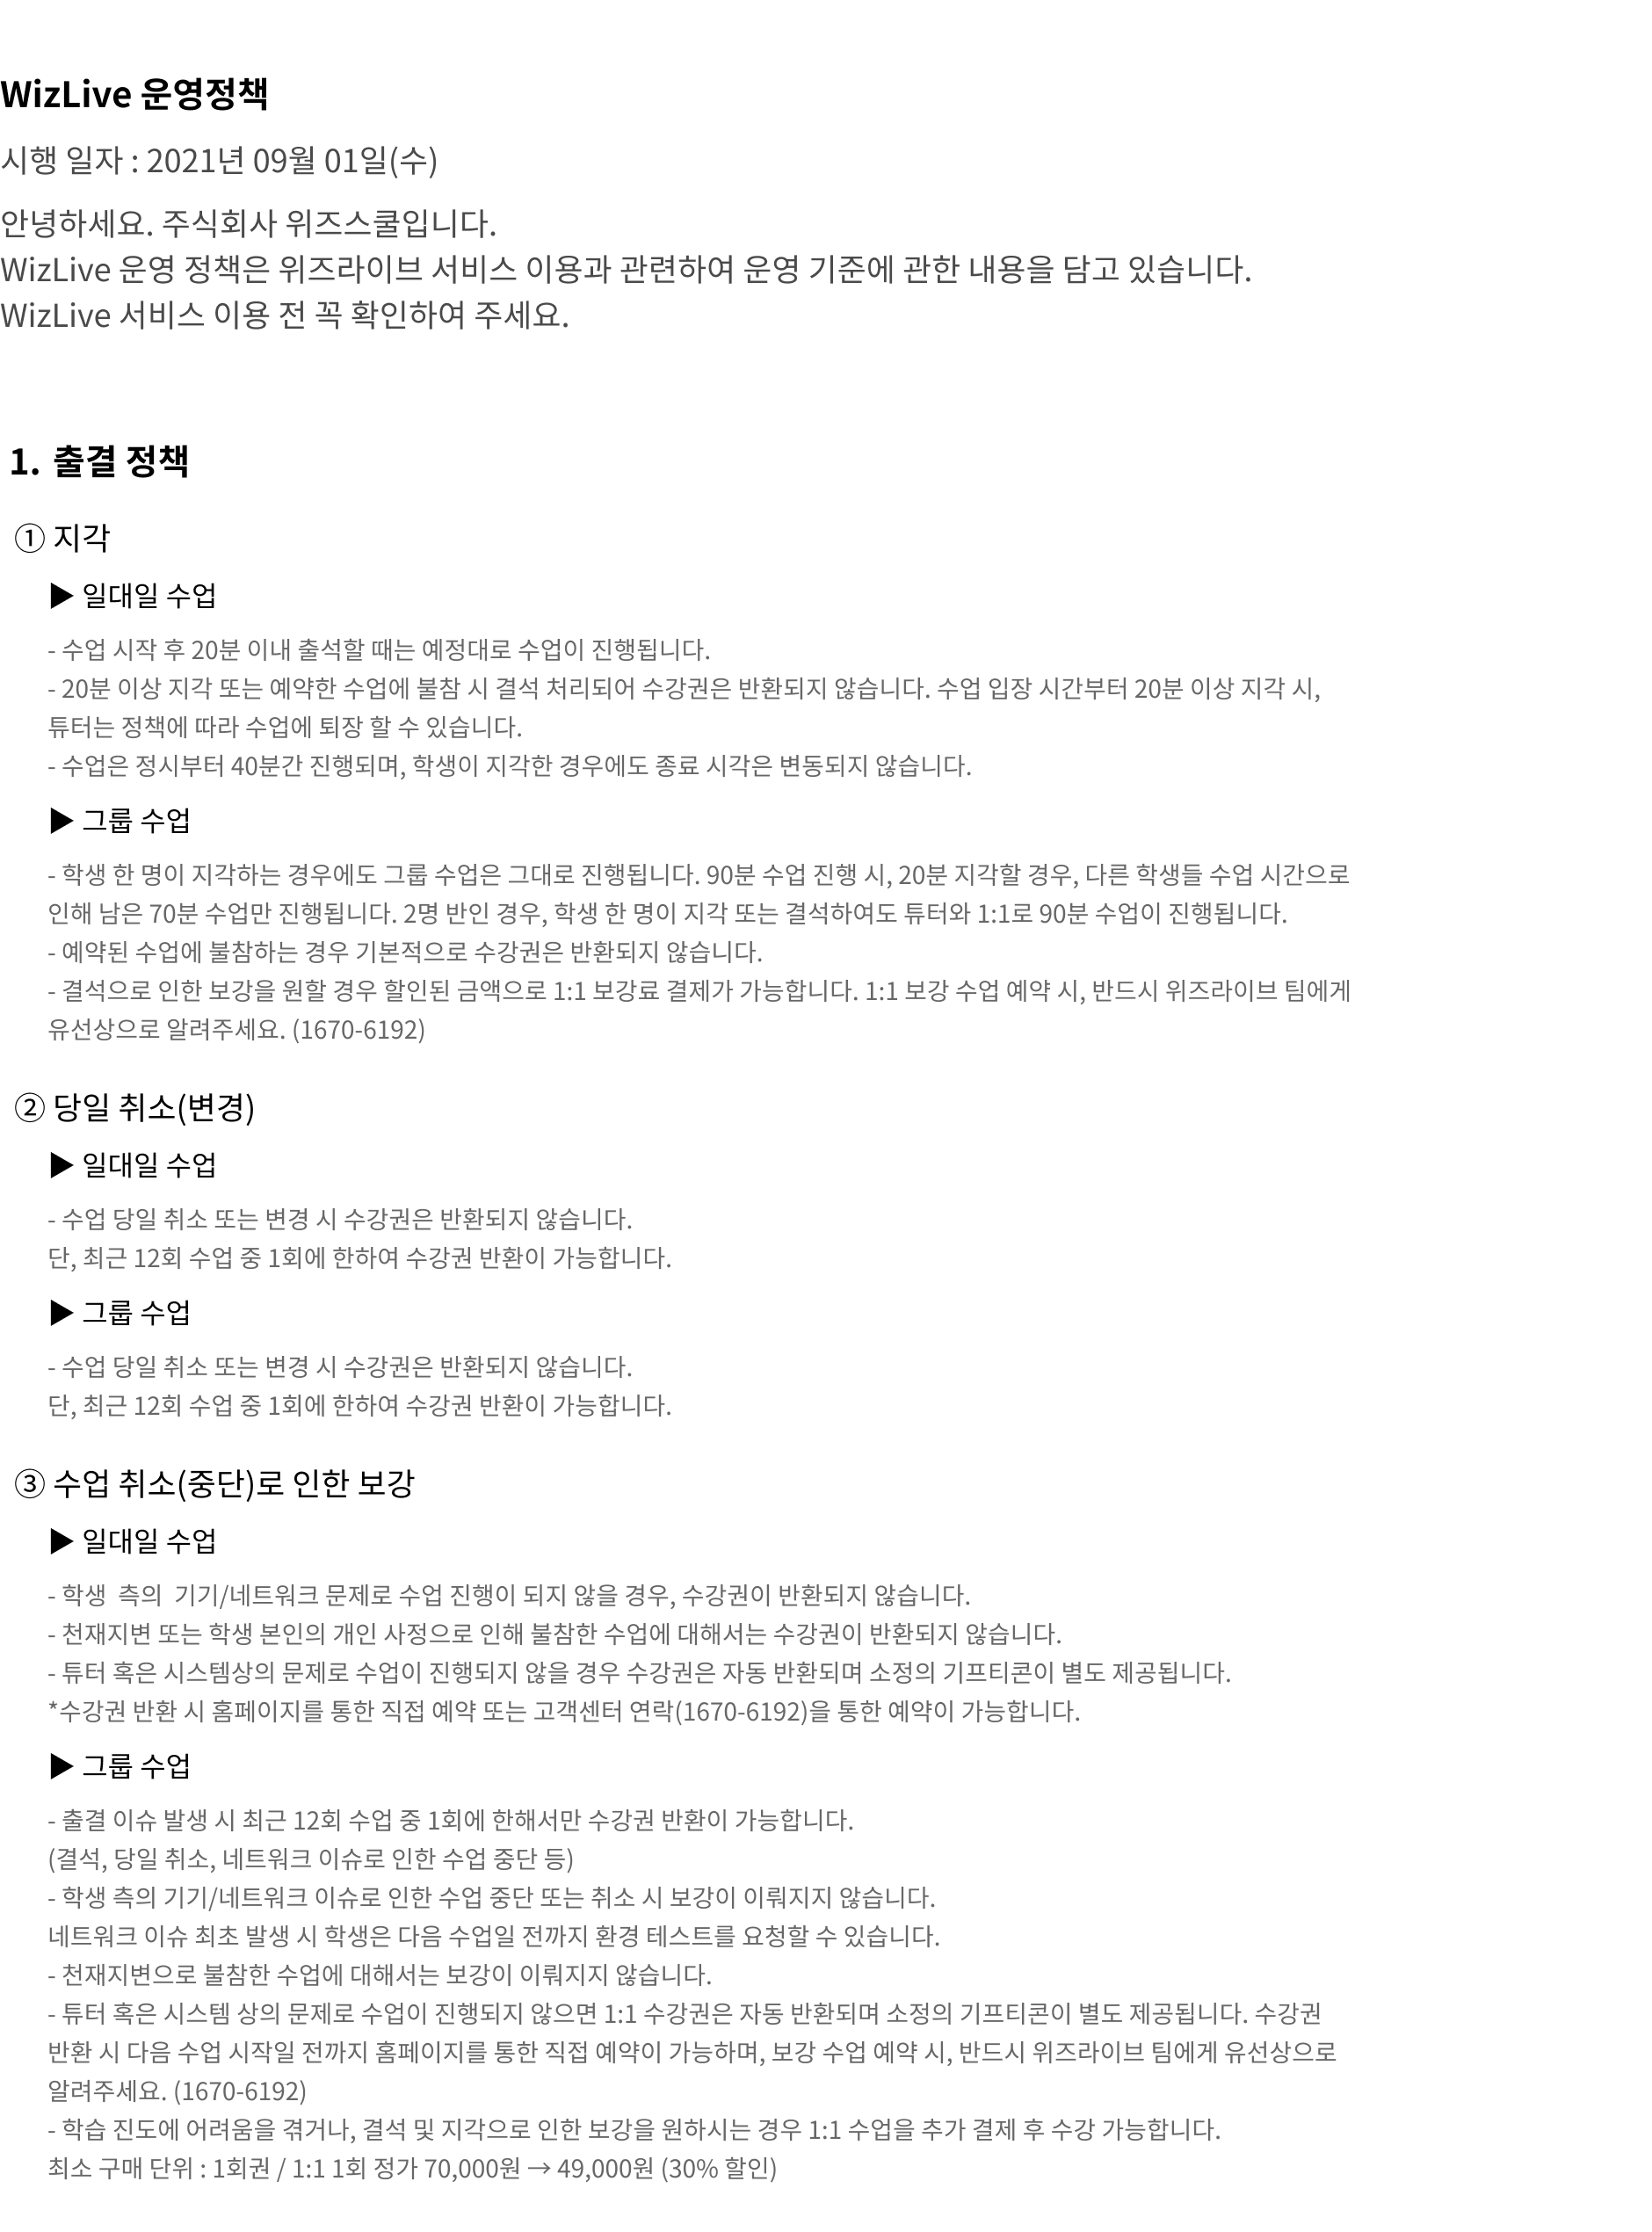 WizLive 운영정책
시행 일자 : 2021년 09월 01일(수)
안녕하세요. 주식회사 위즈스쿨입니다.
WizLive 운영 정책은 위즈라이브 서비스 이용과 관련하여 운영 기준에 관한 내용을 담고 있습니다.
WizLive 서비스 이용 전 꼭 확인하여 주세요.
1. 출결 정책
① 지각
▶ 일대일 수업
- 수업 시작 후 20분 이내 출석할 때는 예정대로 수업이 진행됩니다.
- 20분 이상 지각 또는 예약한 수업에 불참 시 결석 처리되어 수강권은 반환되지 않습니다. 수업 입장 시간부터 20분 이상 지각 시,
튜터는 정책에 따라 수업에 퇴장 할 수 있습니다.
- 수업은 정시부터 40분간 진행되며, 학생이 지각한 경우에도 종료 시각은 변동되지 않습니다.
▶ 그룹 수업
- 학생 한 명이 지각하는 경우에도 그룹 수업은 그대로 진행됩니다. 90분 수업 진행 시, 20분 지각할 경우, 다른 학생들 수업 시간으로
인해 남은 70분 수업만 진행됩니다. 2명 반인 경우, 학생 한 명이 지각 또는 결석하여도 튜터와 1:1로 90분 수업이 진행됩니다.
- 예약된 수업에 불참하는 경우 기본적으로 수강권은 반환되지 않습니다.
- 결석으로 인한 보강을 원할 경우 할인된 금액으로 1:1 보강료 결제가 가능합니다. 1:1 보강 수업 예약 시, 반드시 위즈라이브 팀에게
유선상으로 알려주세요. (1670-6192)
② 당일 취소(변경)
▶ 일대일 수업
- 수업 당일 취소 또는 변경 시 수강권은 반환되지 않습니다.
단, 최근 12회 수업 중 1회에 한하여 수강권 반환이 가능합니다.
▶ 그룹 수업
- 수업 당일 취소 또는 변경 시 수강권은 반환되지 않습니다.
단, 최근 12회 수업 중 1회에 한하여 수강권 반환이 가능합니다.
③ 수업 취소(중단)로 인한 보강
▶ 일대일 수업
- 학생  측의  기기/네트워크 문제로 수업 진행이 되지 않을 경우, 수강권이 반환되지 않습니다.
- 천재지변 또는 학생 본인의 개인 사정으로 인해 불참한 수업에 대해서는 수강권이 반환되지 않습니다.
- 튜터 혹은 시스템상의 문제로 수업이 진행되지 않을 경우 수강권은 자동 반환되며 소정의 기프티콘이 별도 제공됩니다.
*수강권 반환 시 홈페이지를 통한 직접 예약 또는 고객센터 연락(1670-6192)을 통한 예약이 가능합니다.
▶ 그룹 수업
- 출결 이슈 발생 시 최근 12회 수업 중 1회에 한해서만 수강권 반환이 가능합니다.
(결석, 당일 취소, 네트워크 이슈로 인한 수업 중단 등)
- 학생 측의 기기/네트워크 이슈로 인한 수업 중단 또는 취소 시 보강이 이뤄지지 않습니다.
네트워크 이슈 최초 발생 시 학생은 다음 수업일 전까지 환경 테스트를 요청할 수 있습니다.
- 천재지변으로 불참한 수업에 대해서는 보강이 이뤄지지 않습니다.
- 튜터 혹은 시스템 상의 문제로 수업이 진행되지 않으면 1:1 수강권은 자동 반환되며 소정의 기프티콘이 별도 제공됩니다. 수강권
반환 시 다음 수업 시작일 전까지 홈페이지를 통한 직접 예약이 가능하며, 보강 수업 예약 시, 반드시 위즈라이브 팀에게 유선상으로
알려주세요. (1670-6192)
- 학습 진도에 어려움을 겪거나, 결석 및 지각으로 인한 보강을 원하시는 경우 1:1 수업을 추가 결제 후 수강 가능합니다.
최소 구매 단위 : 1회권 / 1:1 1회 정가 70,000원 → 49,000원 (30% 할인)